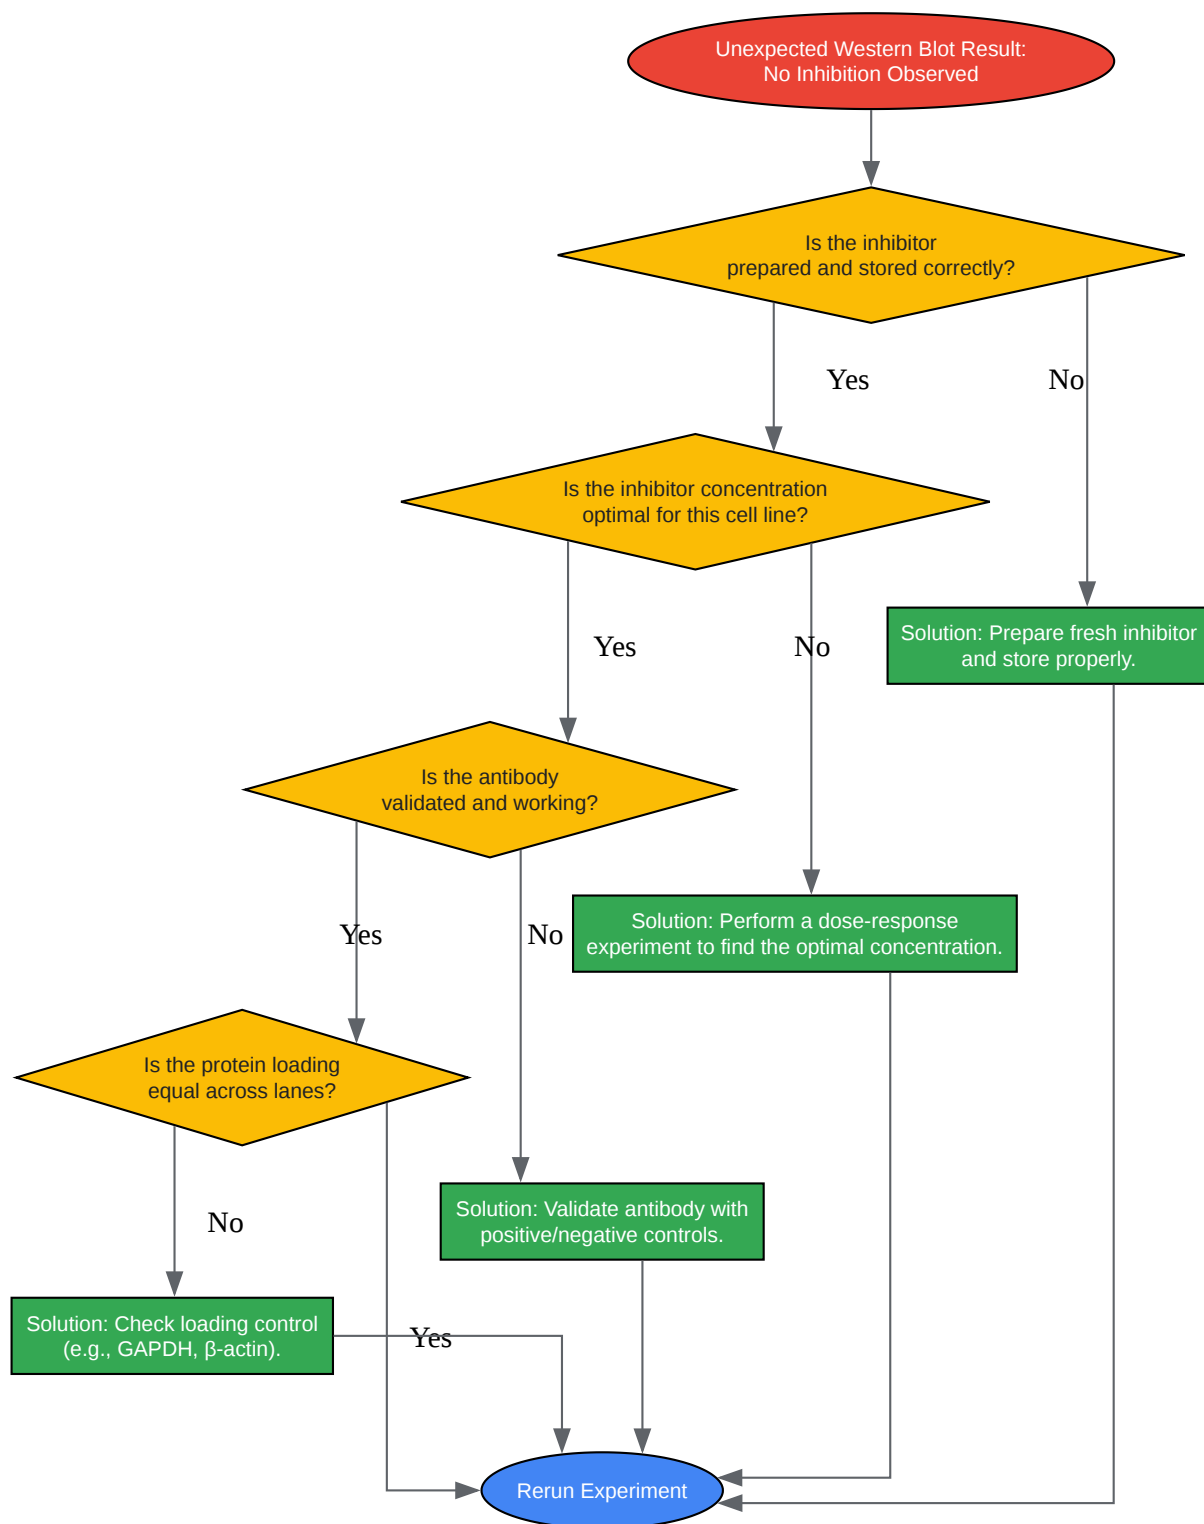 Unexpected Western Blot Result:
No Inhibition Observed
Is the inhibitor
prepared and stored correctly?
Yes
No
Is the inhibitor concentration
optimal for this cell line?
Solution: Prepare fresh inhibitor
and store properly.
Yes
No
Is the antibody
validated and working?
Solution: Perform a dose-response
experiment to find the optimal concentration.
Yes
No
Is the protein loading
equal across lanes?
Solution: Validate antibody with
positive/negative controls.
No
Solution: Check loading control
(e.g., GAPDH, β-actin).
Yes
Rerun Experiment